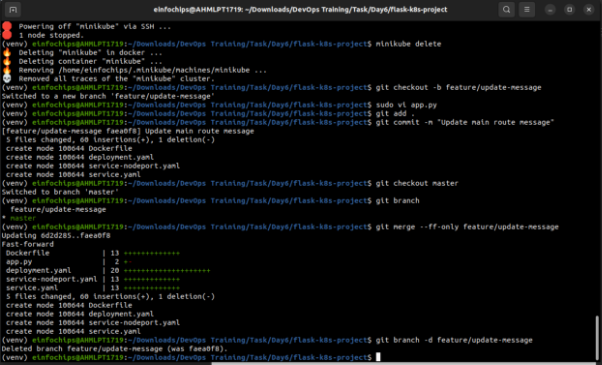 einfochips@AHMLPT1719: ~/Downloads/DevOps Training/Task/Day6/flask-k8s-project
Powering off "minikube" via SSH ...
1 node stopped.
(venv) einfochips@AHMLPT1719:~/Downloads/DevOps Training/Task/Day6/flask-k8s-project$ minikube delete
Deleting "minikube" in docker ...
Deleting container "minikube" ...
Removing /home/einfochips/.minikube/machines/minikube ...
Removed all traces of the "minikube" cluster.
(venv) einfochips@AHMLPT1719:~/Downloads/DevOps Training/Task/Day6/flask-k8s-project$ git checkout -b feature/update-message
Switched to a new branch 'feature/update-message'
(venv) einfochips@AHMLPT1719:~/Downloads/DevOps Training/Task/Day6/flask-k8s-project$ sudo vi app.py
(venv) einfochips@AHMLPT1719:~/Downloads/DevOps Training/Task/Day6/flask-k8s-project$ git add .
(venv) einfochips@AHMLPT1719:~/Downloads/DevOps Training/Task/Day6/flask-k8s-project$ git commit -m "Update main route message"
[feature/update-message faea0f8] Update main route message
5 files changed, 60 insertions(+), 1 deletion(-)
create mode 100644 Dockerfile
create mode 100644 deployment.yaml
create mode 100644 service-nodeport.yaml
create mode 100644 service.yaml
(venv) einfochips@AHMLPT1719:~/Downloads/DevOps Training/Task/Day6/flask-k8s-project$ git checkout master
Switched to branch 'master'
(venv) einfochips@AHMLPT1719:~/Downloads/DevOps Training/Task/Day6/flask-k8s-project$ git branch
feature/update-message
* master
(venv) einfochips@AHMLPT1719:~/Downloads/DevOps Training/Task/Day6/flask-k8s-project$ git merge --ff-only feature/update-message
Updating 6d2d285..faea0f8
Fast-forward
Dockerfile | 13 +++++++++++++
app.py | 2 +-
deployment.yaml | 20 ++++++++++++++++++++
service-nodeport.yaml | 13 +++++++++++++
service.yaml | 13 +++++++++++++
5 files changed, 60 insertions(+), 1 deletion(-)
create mode 100644 Dockerfile
create mode 100644 deployment.yaml
create mode 100644 service-nodeport.yaml
create mode 100644 service.yaml
(venv) einfochips@AHMLPT1719:~/Downloads/DevOps Training/Task/Day6/flask-k8s-project$ git branch -d feature/update-message
Deleted branch feature/update-message (was faea0f8).
(venv) einfochips@AHMLPT1719:~/Downloads/DevOps Training/Task/Day6/flask-k8s-project$